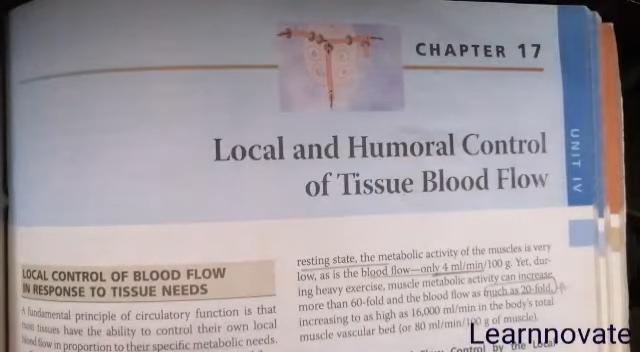 CHAPTER 17
UNIT IV
Local and Humoral Control
of Tissue Blood Flow
LOCAL CONTROL OF BLOOD FLOW
IN RESPONSE TO TISSUE NEEDS
A fundamental principle of circulatory function is that
most tissues have the ability to control their own local
blood flow in proportion to their specific metabolic needs.
resting state, the metabolic activity of the muscles is very
low, as is the blood flow—only 4 ml/min/100 g. Yet, dur-
ing heavy exercise, muscle metabolic activity can increase
more than 60-fold and the blood flow as much as 20-fold,
increasing to as high as 16,000 ml/min in the body's total
muscle vascular bed (or 80 ml/min/100 g of muscle).
Control by the Local
Learnnovate